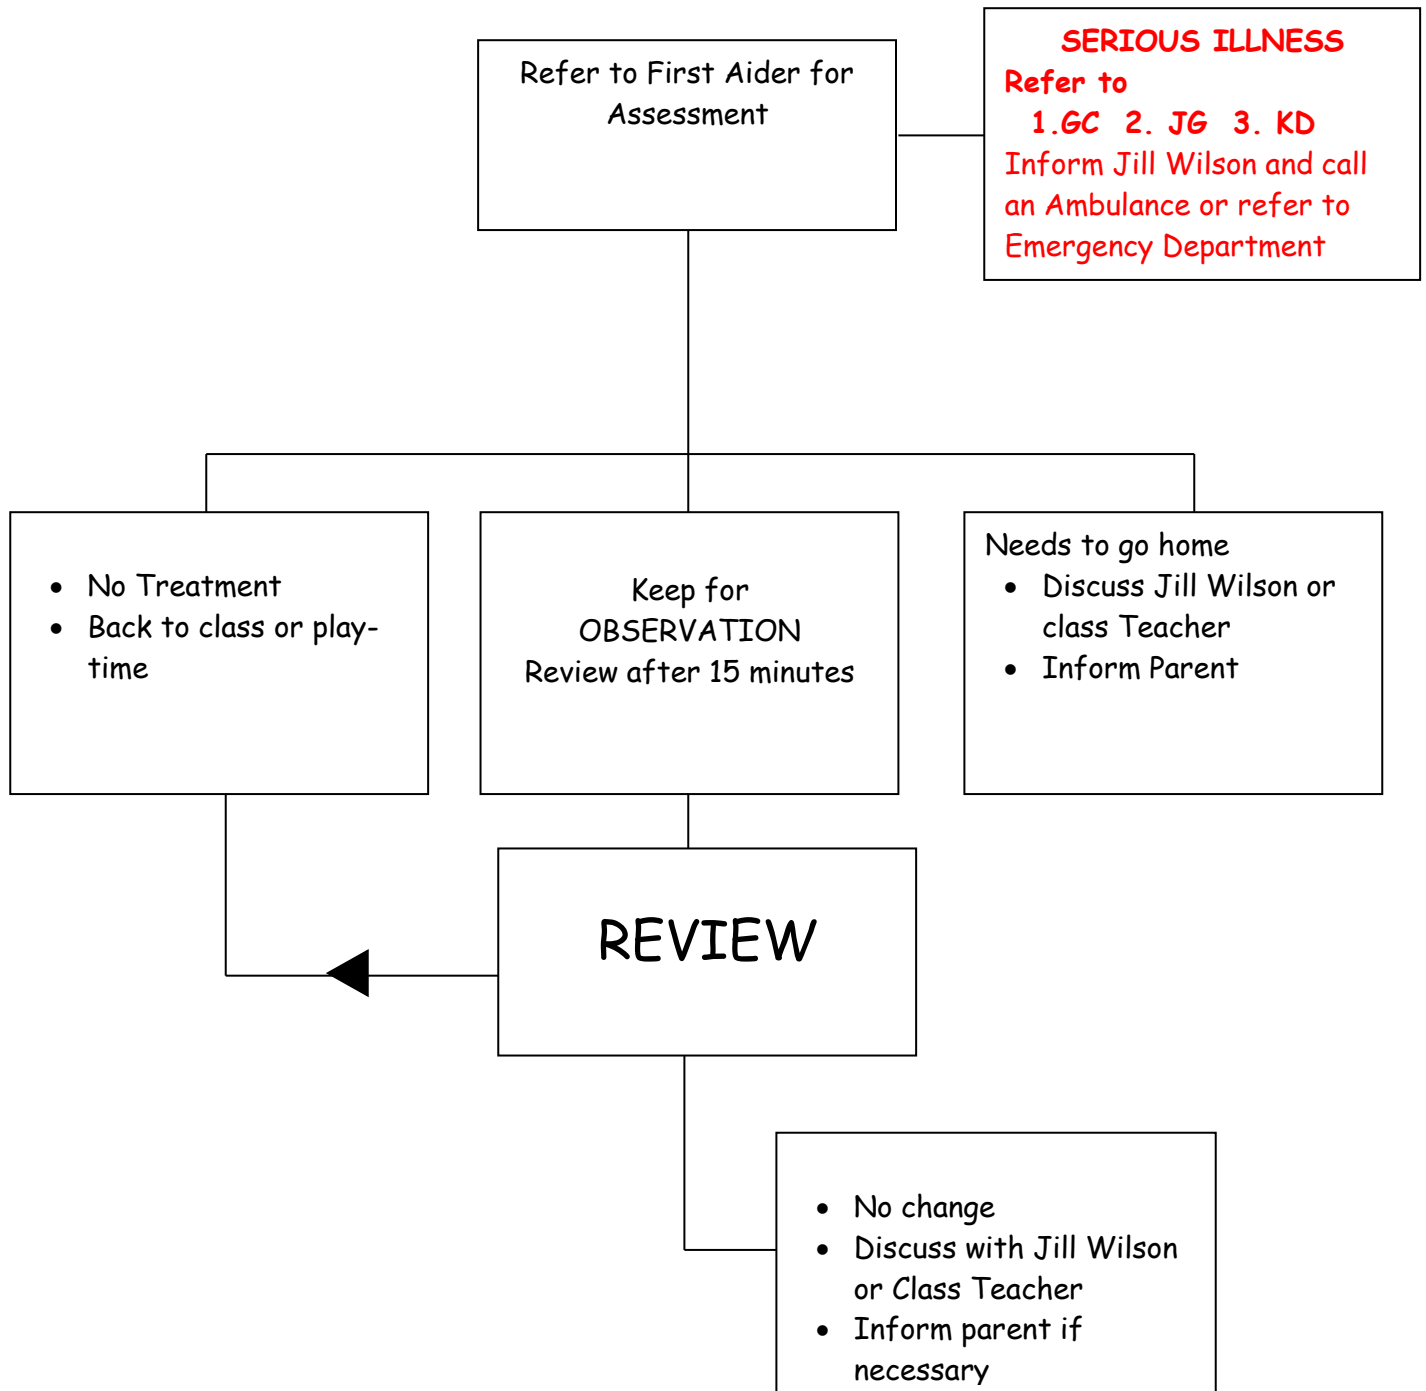 Refer to First Aider for
Assessment
SERIOUS ILLNESS
Refer to
1.GC 2. JG 3. KD
Inform Jill Wilson and call
an Ambulance or refer to
Emergency Department
• No Treatment
• Back to class or play-
time
Keep for
OBSERVATION
Review after 15 minutes
Needs to go home
• Discuss Jill Wilson or
class Teacher
• Inform Parent
REVIEW
• No change
• Discuss with Jill Wilson
or Class Teacher
• Inform parent if
necessary